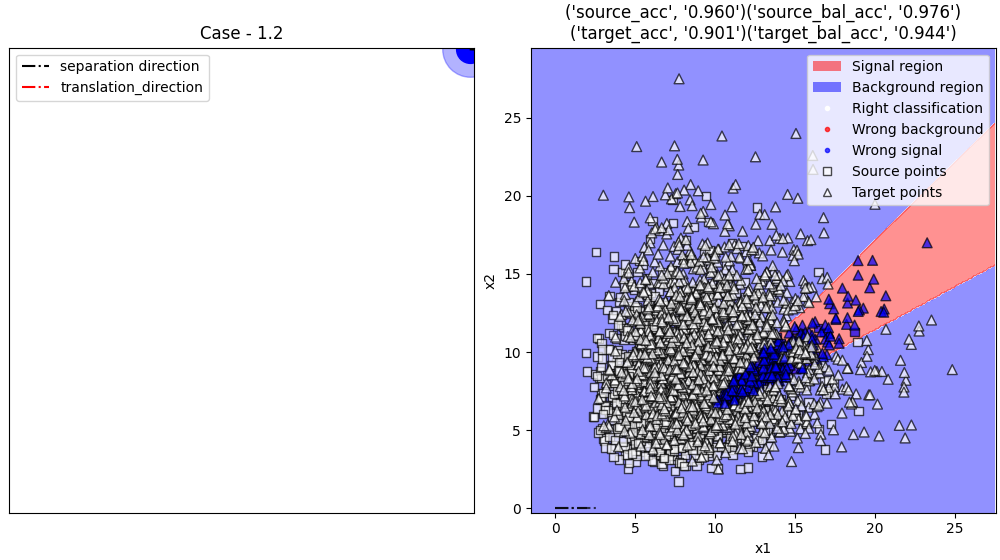 Case - 1.2
separation direction
translation_direction
('source_acc', '0.960')('source_bal_acc', '0.976')
('target_acc', '0.901')('target_bal_acc', '0.944')
Signal region
Background region
Right classification
Wrong background
Wrong signal
Source points
Target points
x2
25
20
15
10
5
0
0
5
10
15
20
25
x1